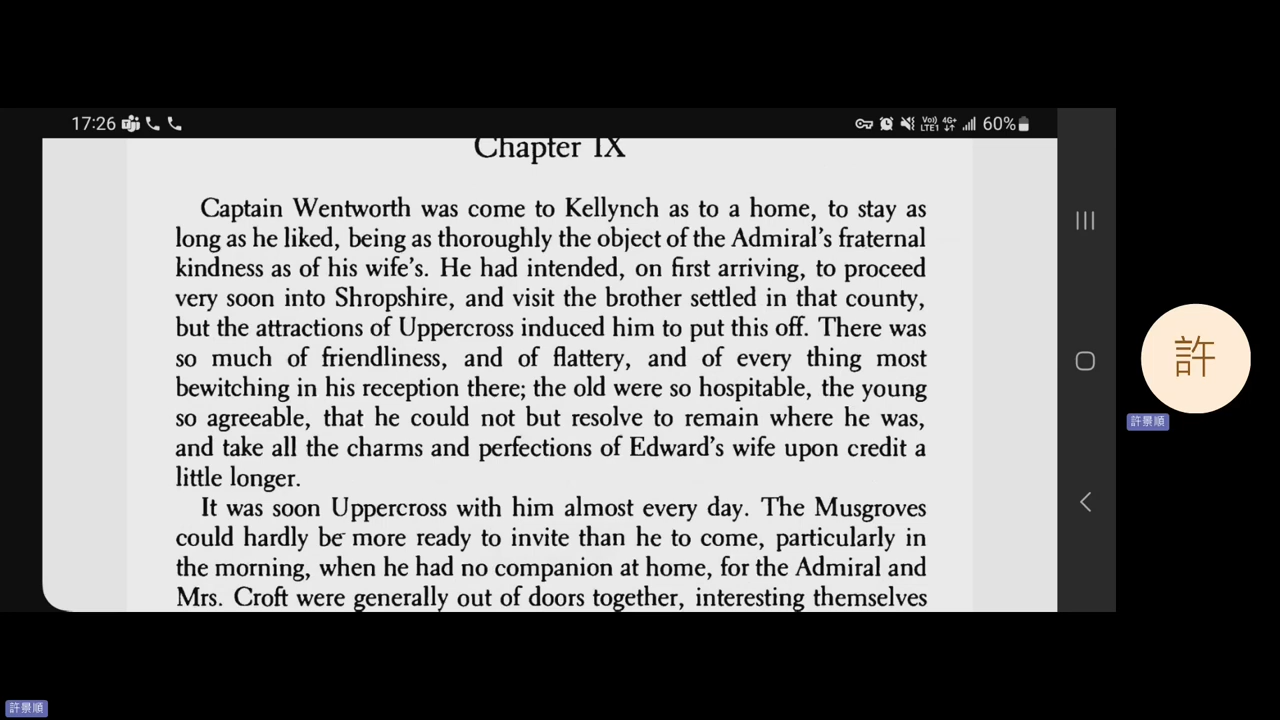 17:26
Vo)) LTE1 4G+ 60%
Chapter IX
Captain Wentworth was come to Kellynch as to a home, to stay as
long as he liked, being as thoroughly the object of the Admiral's fraternal
kindness as of his wife's. He had intended, on first arriving, to proceed
very soon into Shropshire, and visit the brother settled in that county,
but the attractions of Uppercross induced him to put this off. There was
so much of friendliness, and of flattery, and of every thing most
bewitching in his reception there; the old were so hospitable, the young
so agreeable, that he could not but resolve to remain where he was,
and take all the charms and perfections of Edward's wife upon credit a
little longer.
It was soon Uppercross with him almost every day. The Musgroves
could hardly be more ready to invite than he to come, particularly in
the morning, when he had no companion at home, for the Admiral and
Mrs. Croft were generally out of doors together, interesting themselves
許
許景順
許景順